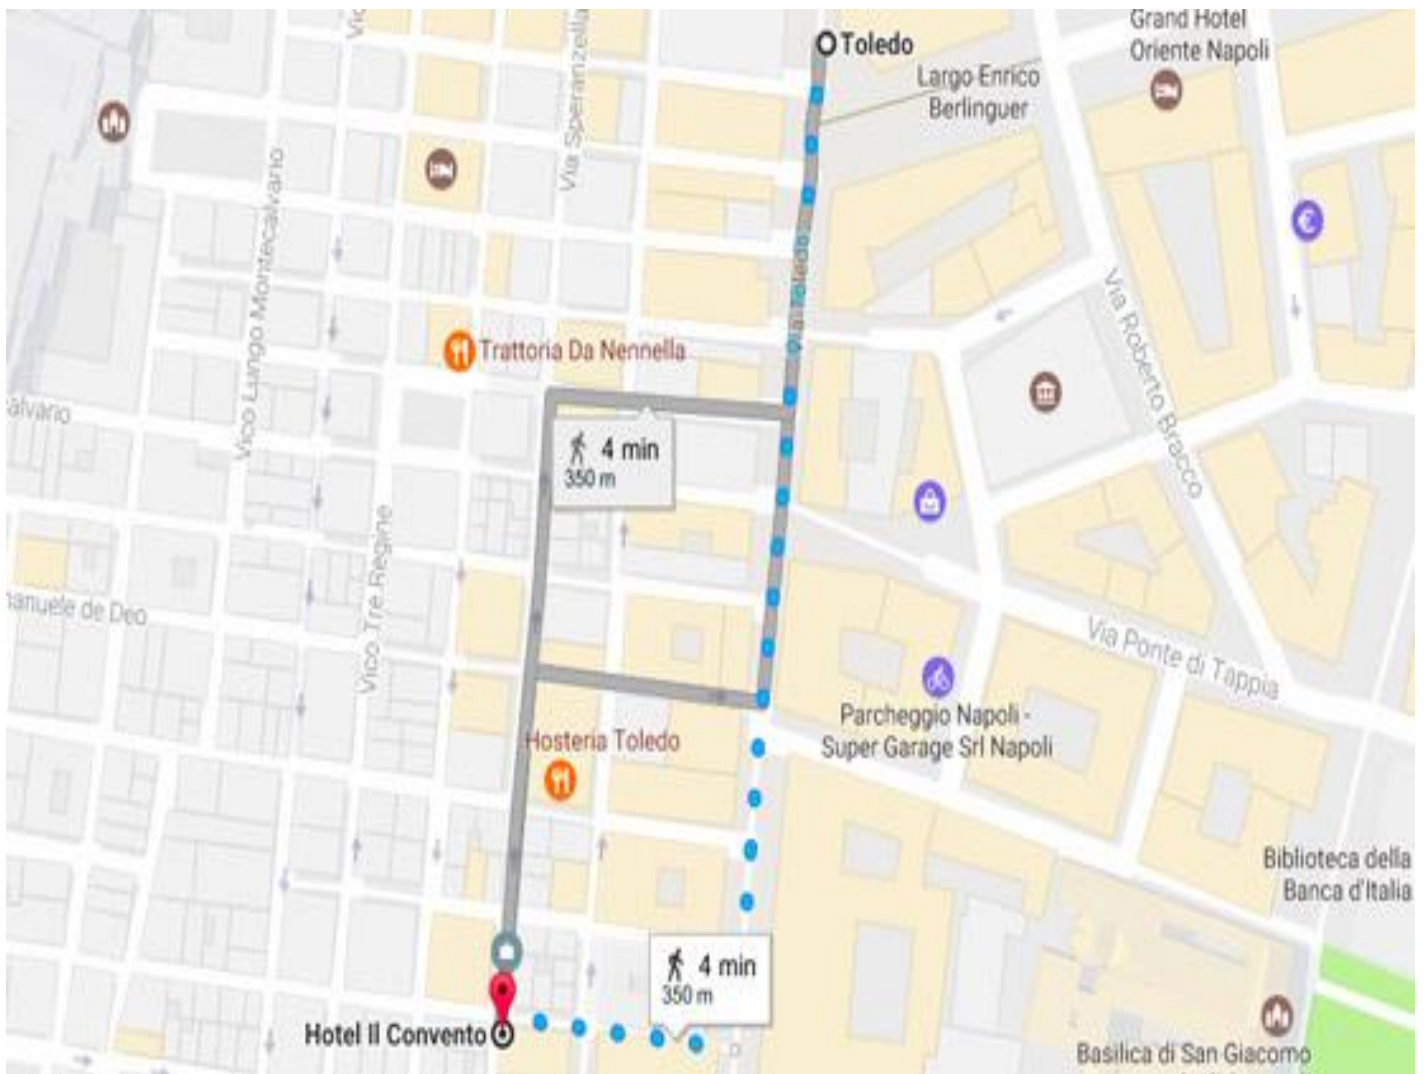 Vic
Via Speranzella
Toledo
Grand Hotel
Oriente Napoli
Largo Enrico
Berlinguer
Vico Lungo Montecalvario
Via Toledo
Via Roberto Bracco
Trattoria Da Nennella
alvario
4 min
350 m
Vico Tre Regine
anuele de Deo
Via Ponte di Tappia
Parcheggio Napoli -
Super Garage Srl Napoli
Hosteria Toledo
Biblioteca della
Banca d'Italia
4 min
350 m
Hotel Il Convento
Basilica di San Giacomo